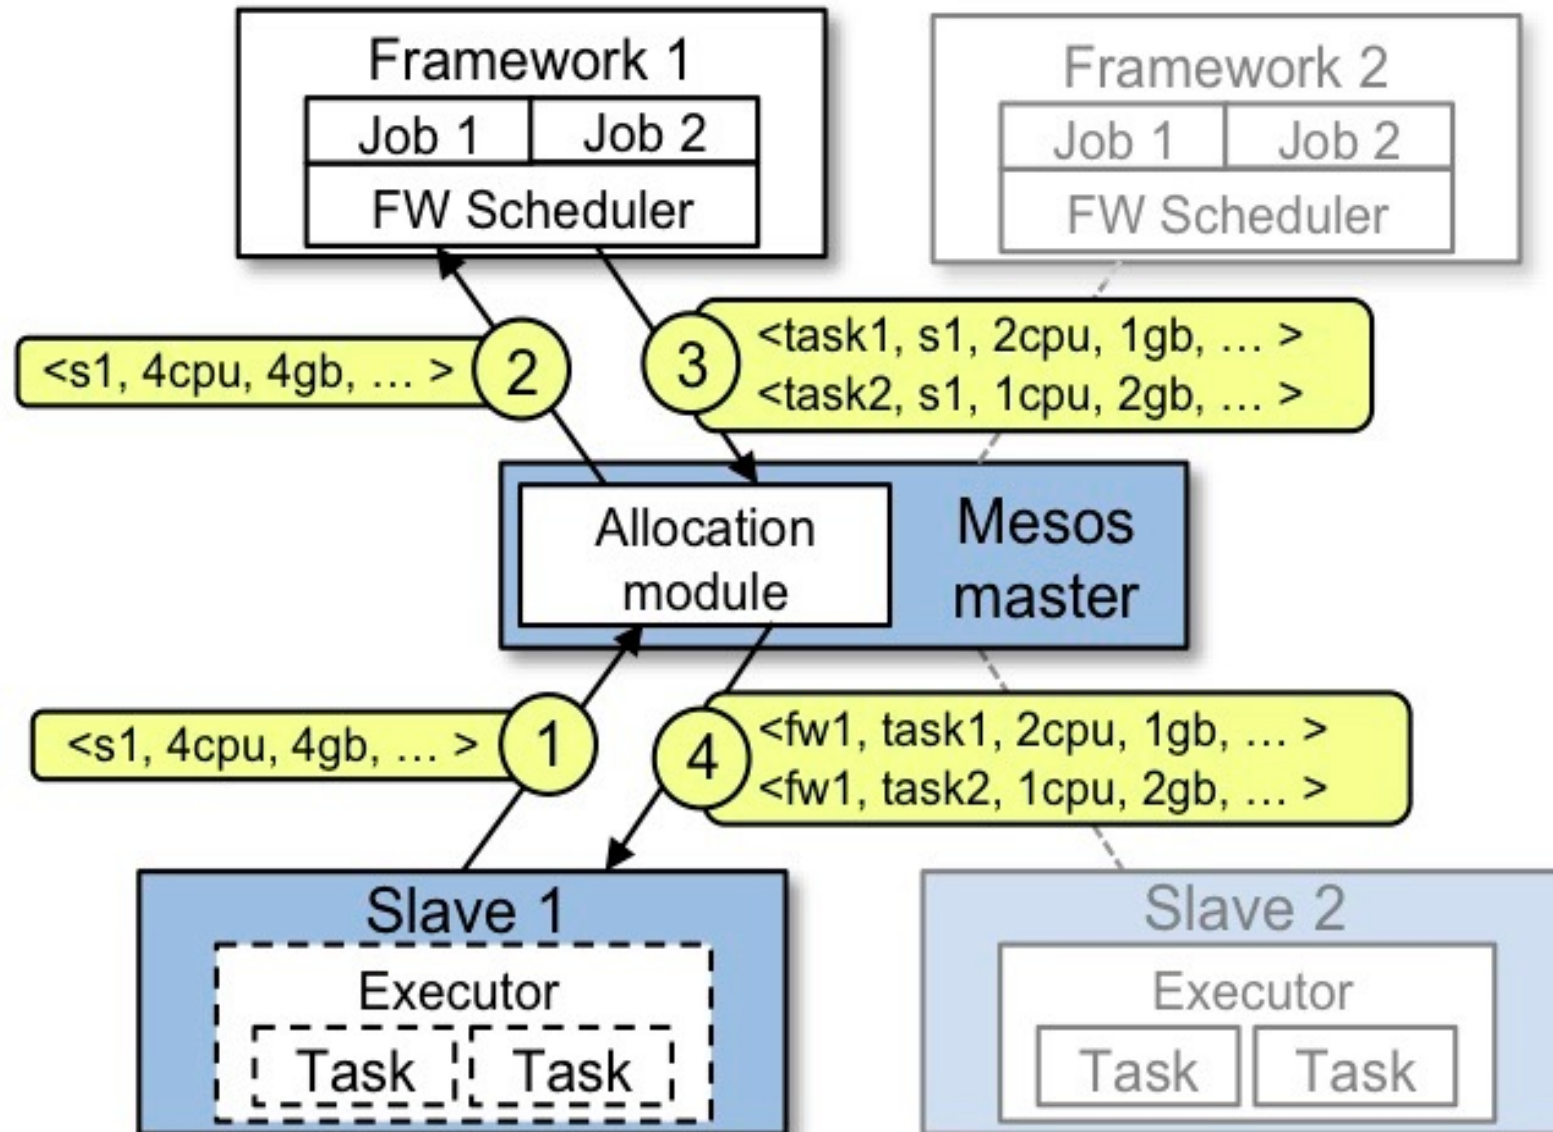 Framework 1
Job 1 Job 2
FW Scheduler
Framework 2
Job 1 Job 2
FW Scheduler
<s1, 4cpu, 4gb, … >
2
3
<task1, s1, 2cpu, 1gb, … >
<task2, s1, 1cpu, 2gb, … >
Allocation
module
Mesos
master
<s1, 4cpu, 4gb, … >
1
4
<fw1, task1, 2cpu, 1gb, … >
<fw1, task2, 1cpu, 2gb, … >
Slave 1
Executor
Task Task
Slave 2
Executor
Task Task